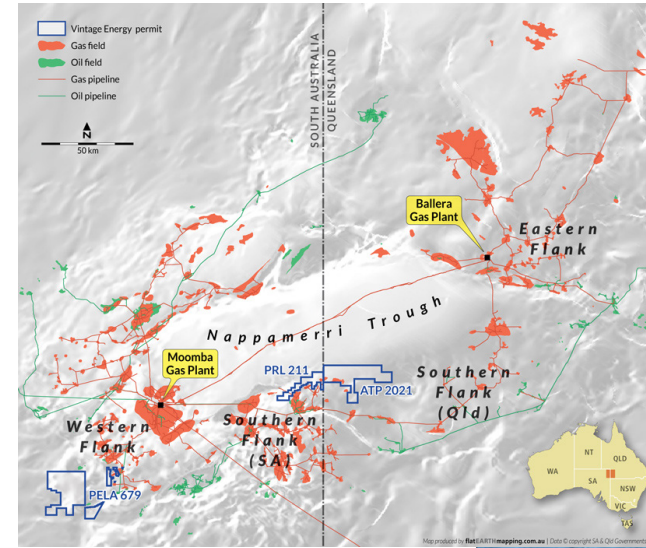 Vintage Energy permit
Gas field
Oil field
Gas pipeline
Oil pipeline
N
50 km
SOUTH AUSTRALIA
QUEENSLAND
Ballera
Gas Plant
Eastern
Flank
Nappamerri Trough
Moomba
Gas Plant
PRL 211
ATP 2021
Southern
Flank
(Qld)
Western
Flank
Southern
Flank
(SA)
PELA 679
NT
QLD
WA
SA
NSW
VIC
TAS
Map produced by flatEARTHmapping.com.au | Data © copyright SA & Qld Governments